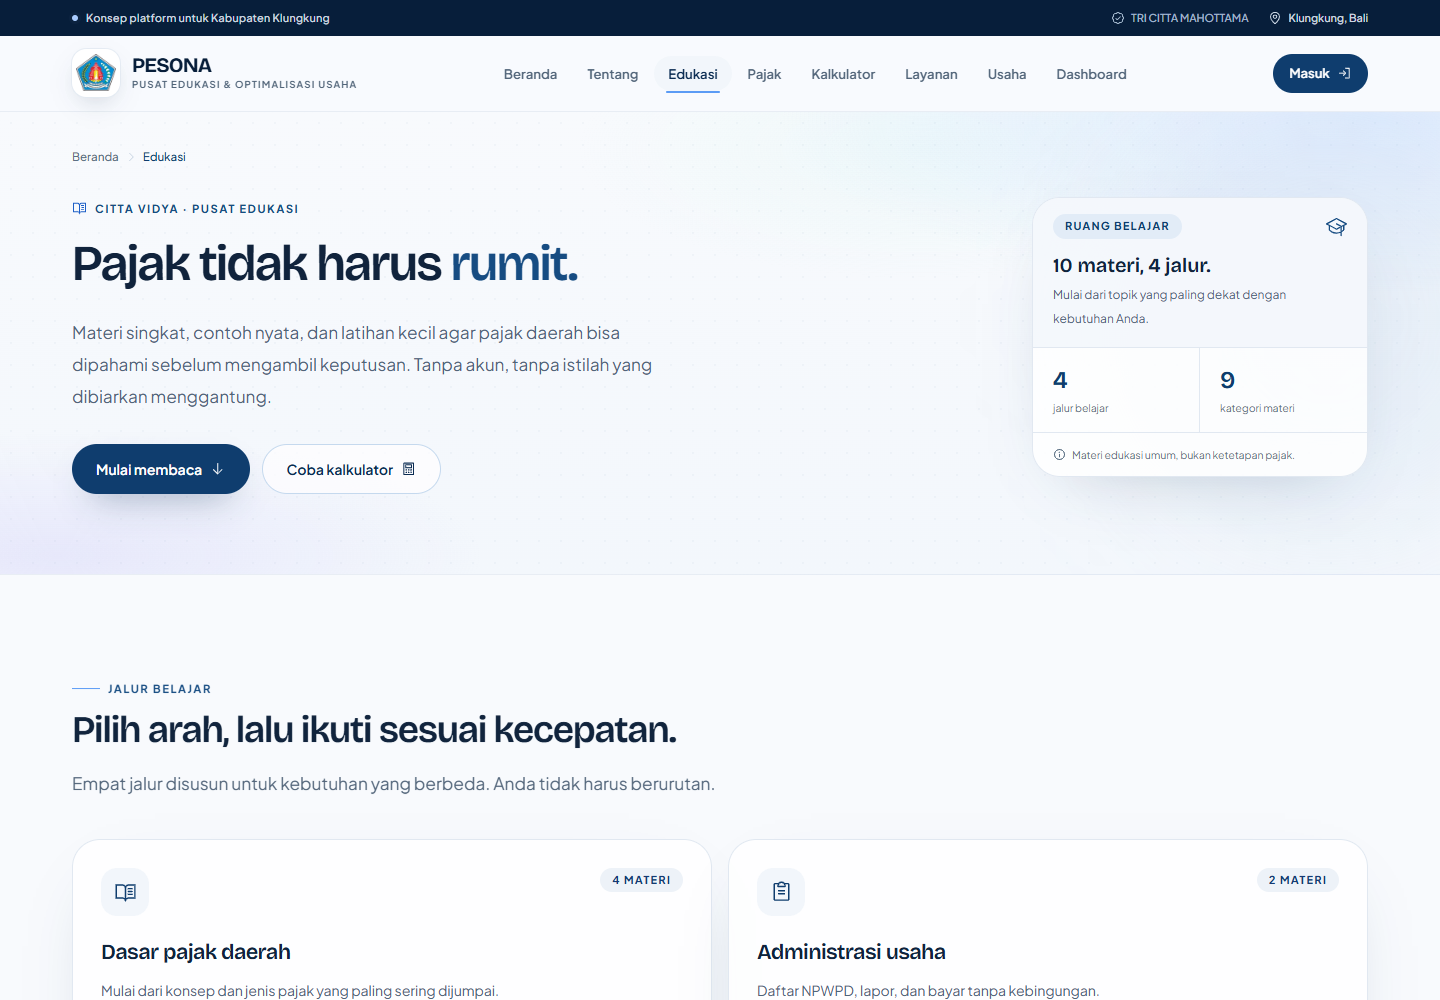 Konsep platform untuk Kabupaten Klungkung
TRI CITTA MAHOTTAMA
Klungkung, Bali
PESONA
PUSAT EDUKASI & OPTIMALISASI USAHA
Beranda
Tentang
Edukasi
Pajak
Kalkulator
Layanan
Usaha
Dashboard
Masuk
Beranda
Edukasi
CITTA VIDYA · PUSAT EDUKASI
Pajak tidak harus rumit.
Materi singkat, contoh nyata, dan latihan kecil agar pajak daerah bisa
dipahami sebelum mengambil keputusan. Tanpa akun, tanpa istilah yang
dibiarkan menggantung.
Mulai membaca
Coba kalkulator
RUANG BELAJAR
10 materi, 4 jalur.
Mulai dari topik yang paling dekat dengan
kebutuhan Anda.
4
jalur belajar
9
kategori materi
Materi edukasi umum, bukan ketetapan pajak.
JALUR BELAJAR
Pilih arah, lalu ikuti sesuai kecepatan.
Empat jalur disusun untuk kebutuhan yang berbeda. Anda tidak harus berurutan.
4 MATERI
Dasar pajak daerah
Mulai dari konsep dan jenis pajak yang paling sering dijumpai.
2 MATERI
Administrasi usaha
Daftar NPWPD, lapor, dan bayar tanpa kebingungan.